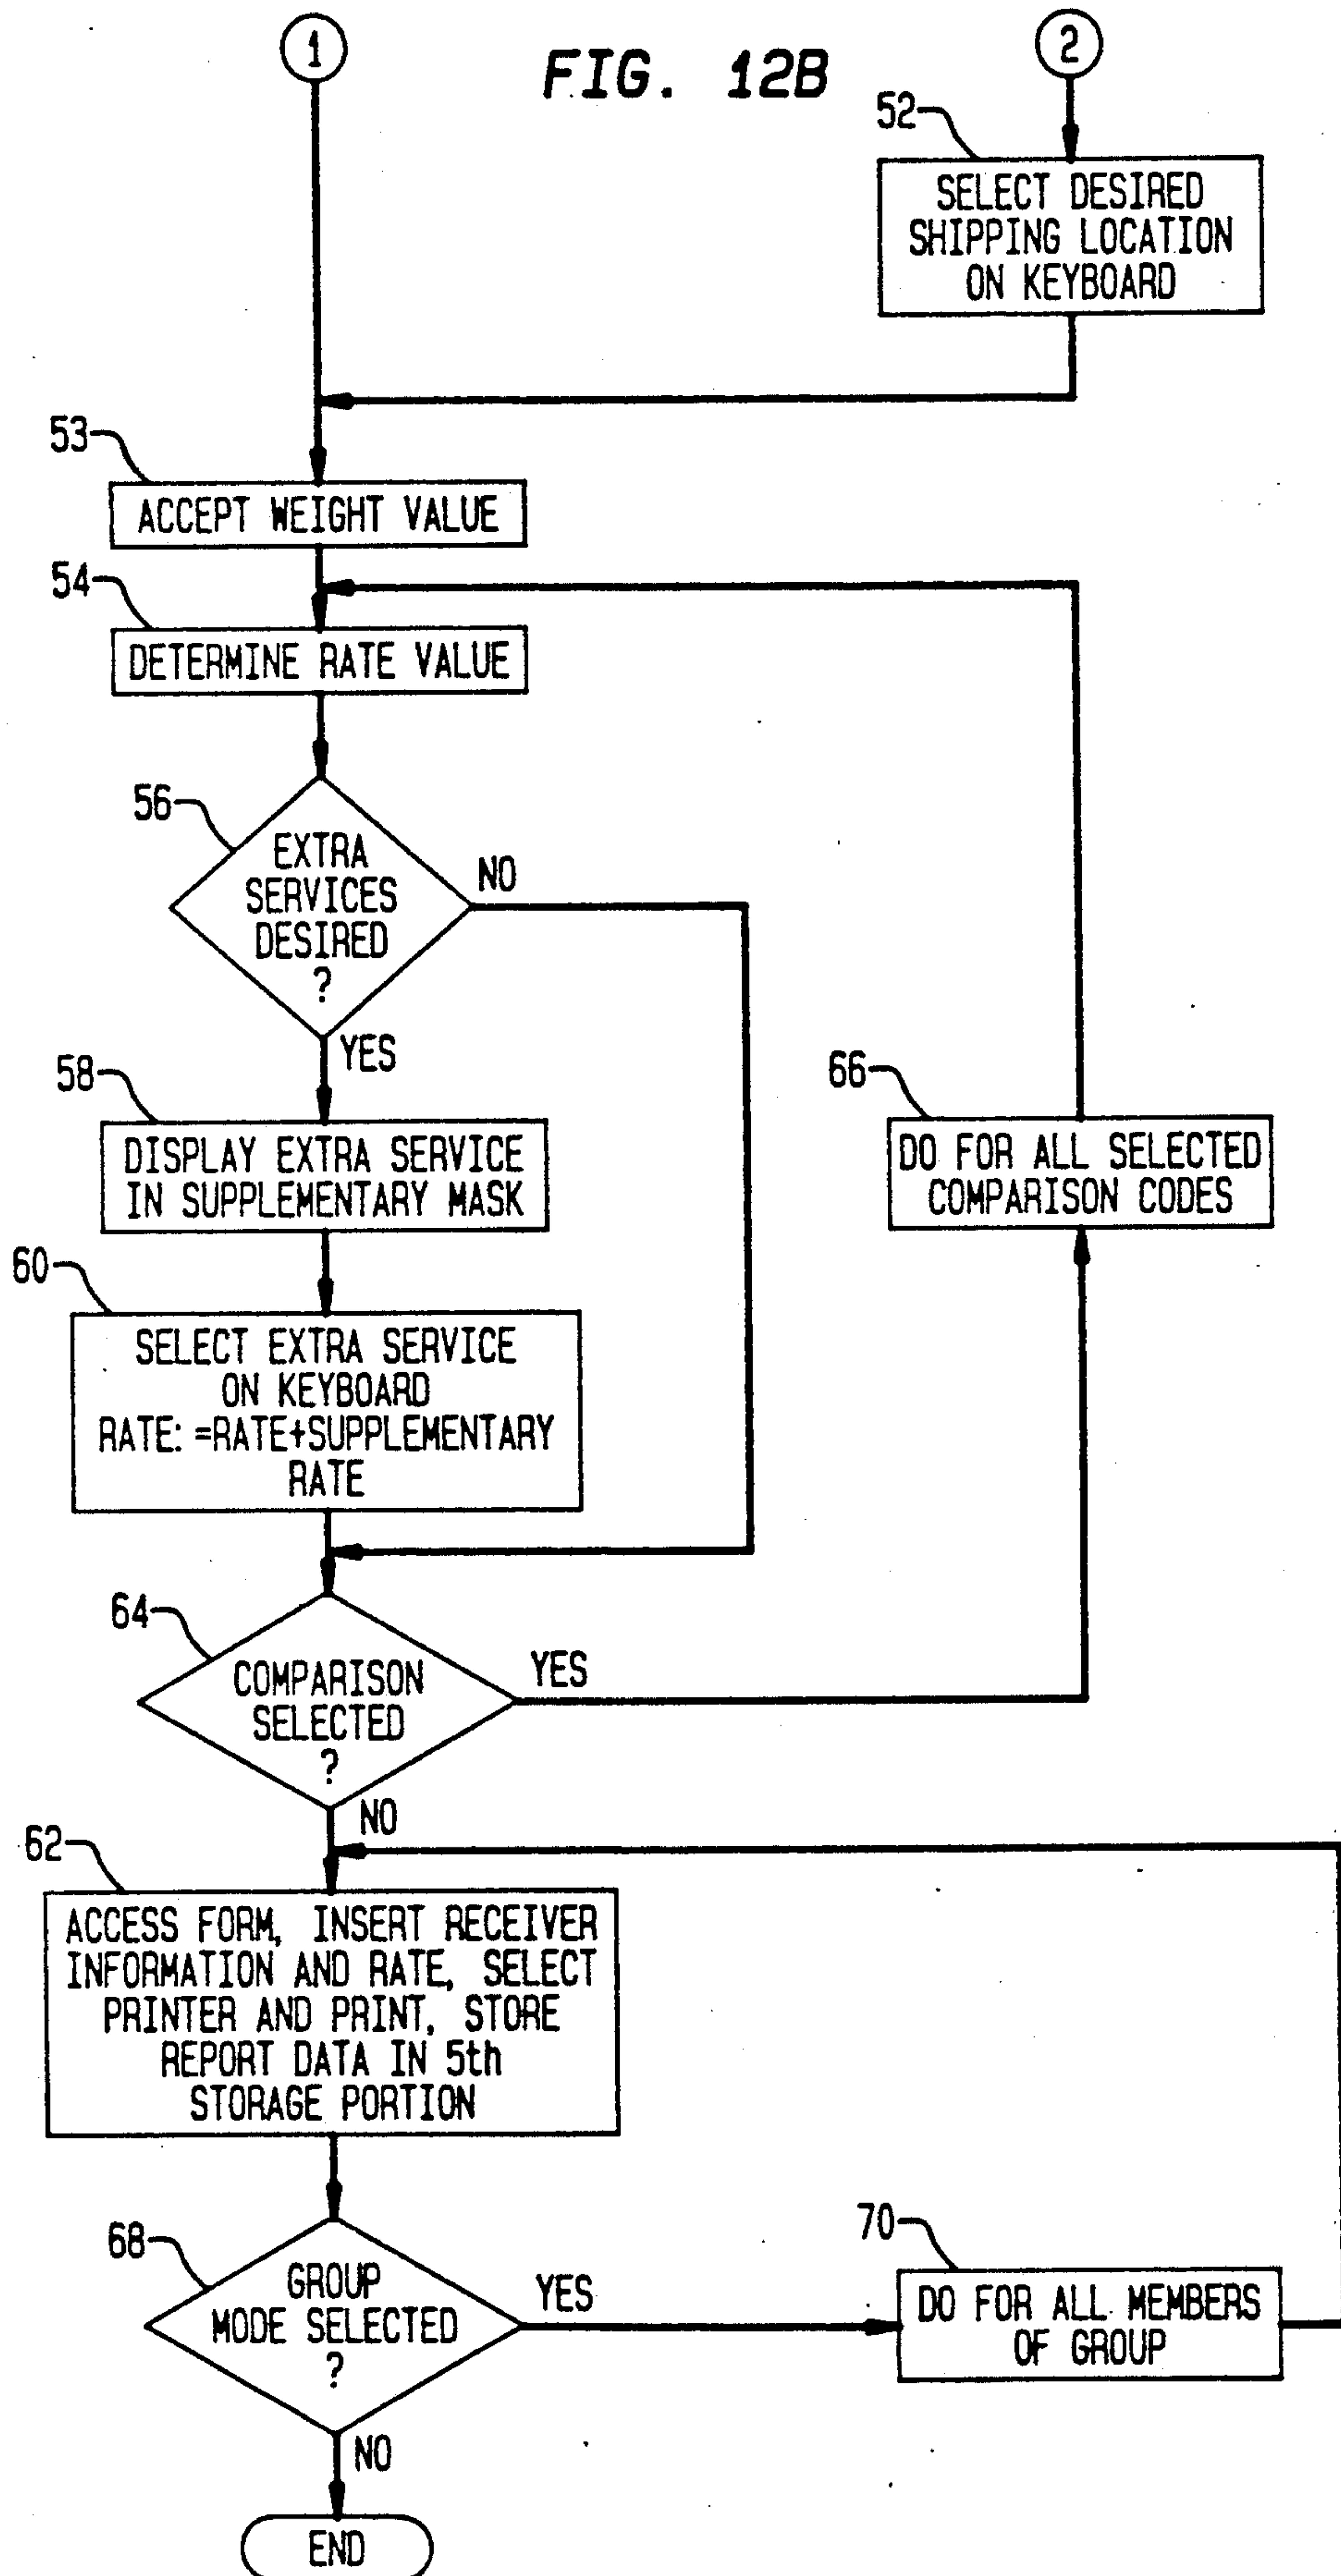 1
FIG. 12B
2
52
SELECT DESIRED
SHIPPING LOCATION
ON KEYBOARD
53
ACCEPT WEIGHT VALUE
54
DETERMINE RATE VALUE
56
EXTRA
SERVICES
DESIRED
?
NO
YES
58
DISPLAY EXTRA SERVICE
IN SUPPLEMENTARY MASK
66
DO FOR ALL SELECTED
COMPARISON CODES
60
SELECT EXTRA SERVICE
ON KEYBOARD
RATE: =RATE+SUPPLEMENTARY
RATE
64
COMPARISON
SELECTED
?
YES
NO
62
ACCESS FORM, INSERT RECEIVER
INFORMATION AND RATE, SELECT
PRINTER AND PRINT, STORE
REPORT DATA IN 5th
STORAGE PORTION
68
GROUP
MODE SELECTED
?
YES
70
DO FOR ALL MEMBERS
OF GROUP
NO
END